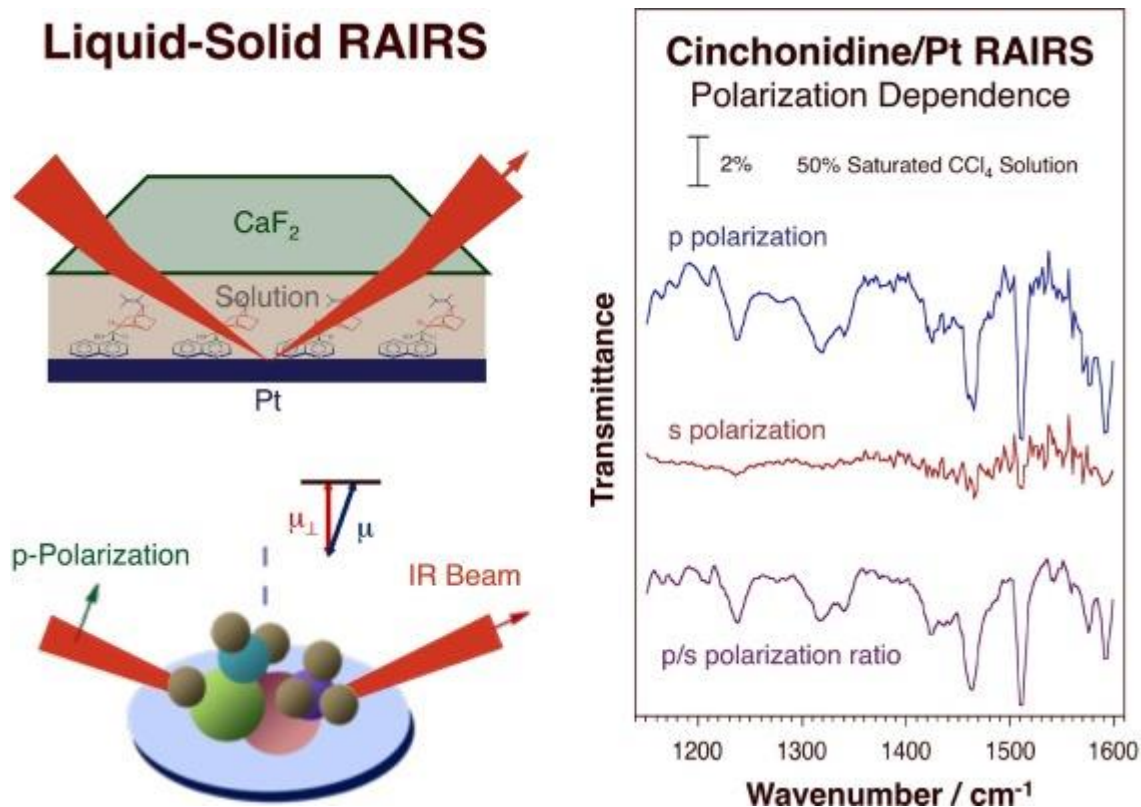 Liquid-Solid RAIRS
CaF₂
Solution
Pt
μ⊥
μ
p-Polarization
IR Beam
Cinchonidine/Pt RAIRS
Polarization Dependence
2%
50% Saturated CCl₄ Solution
p polarization
s polarization
p/s polarization ratio
Transmittance
1200 1300 1400 1500 1600
Wavenumber / cm⁻¹